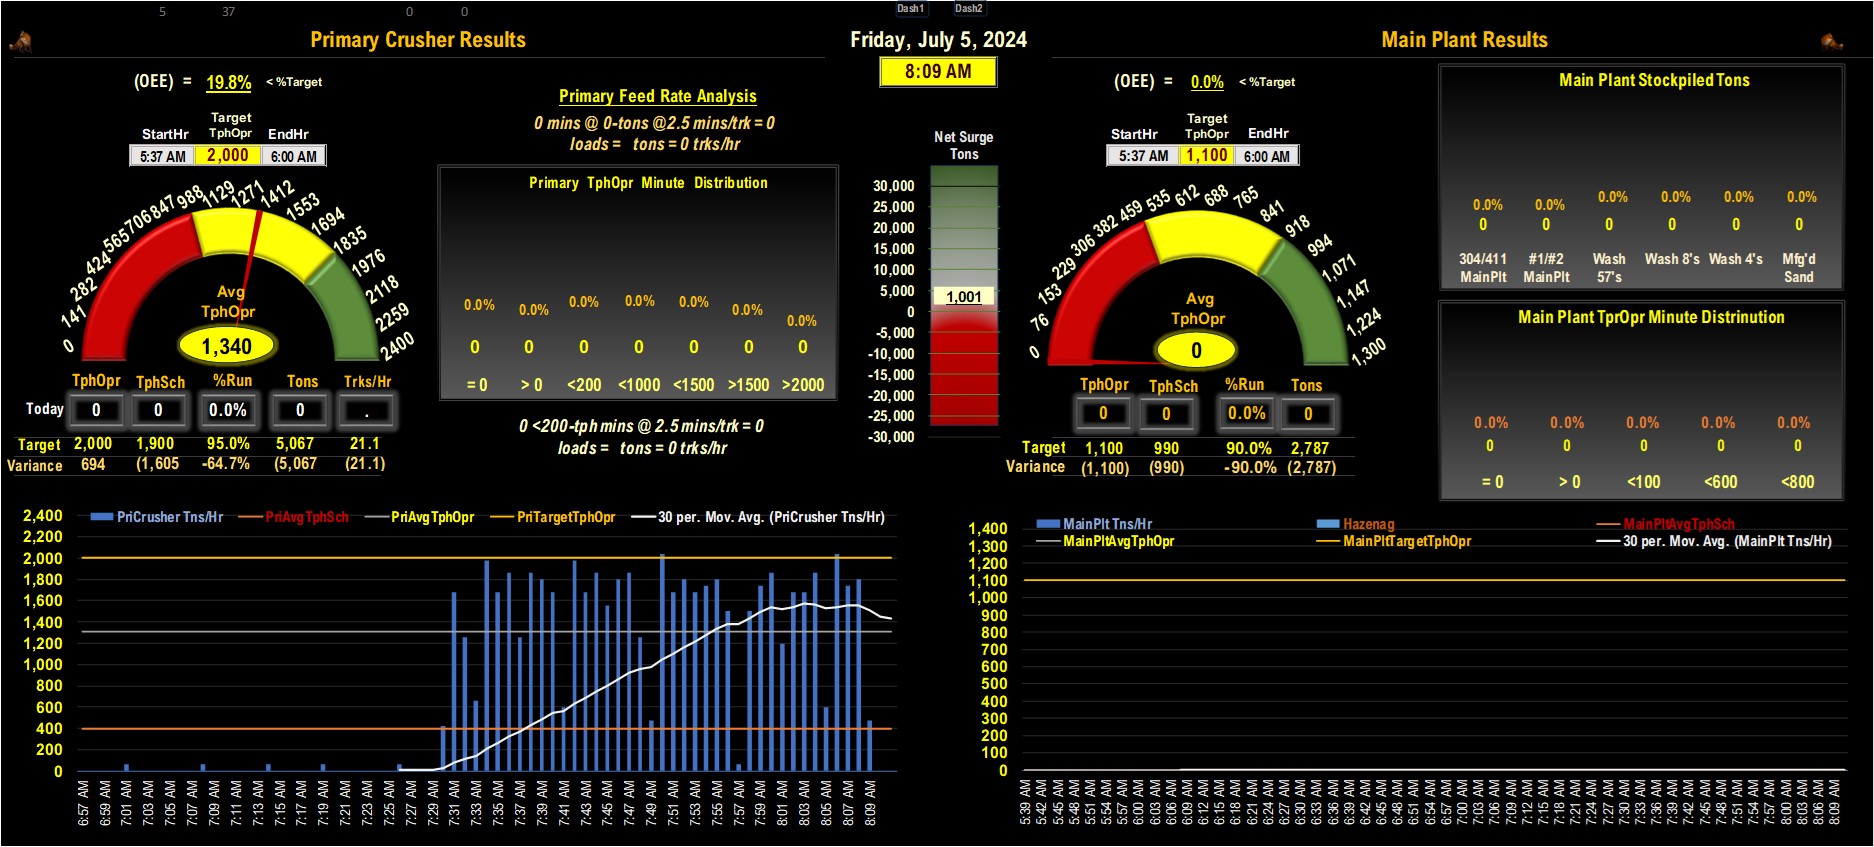 5 37 0 0 Dash1 Dash2
Primary Crusher Results
Friday, July 5, 2024
Main Plant Results
8:09 AM
(OEE) = 19.8% < %Target
StartHr Target TphOpr EndHr
5:37 AM 2,000 6:00 AM
0 141 282 424 565 706 847 988 1129 1271 1412 1553 1694 1835 1976 2118 2259 2400
Avg
TphOpr
1,340
TphOpr TphSch %Run Tons Trks/Hr
Today 0 0 0.0% 0 .
Target 2,000 1,900 95.0% 5,067 21.1
Variance 694 (1,605 -64.7% (5,067 (21.1)
Primary Feed Rate Analysis
0 mins @ 0-tons @2.5 mins/trk = 0
loads = tons = 0 trks/hr
Primary TphOpr Minute Distribution
0.0% 0.0% 0.0% 0.0% 0.0% 0.0% 0.0%
0 0 0 0 0 0 0
= 0 > 0 <200 <1000 <1500 >1500 >2000
0 <200-tph mins @ 2.5 mins/trk = 0
loads = tons = 0 trks/hr
Net Surge
Tons
30,000
25,000
20,000
15,000
10,000
5,000
1,001
0
-5,000
-10,000
-15,000
-20,000
-25,000
-30,000
(OEE) = 0.0% < %Target
StartHr Target TphOpr EndHr
5:37 AM 1,100 6:00 AM
0 76 153 229 306 382 459 535 612 688 765 841 918 994 1,071 1,147 1,224 1,300
Avg
TphOpr
0
TphOpr TphSch %Run Tons
0 0 0.0% 0
Target 1,100 990 90.0% 2,787
Variance (1,100) (990) -90.0% (2,787)
Main Plant Stockpiled Tons
0.0% 0.0% 0.0% 0.0% 0.0% 0.0%
0 0 0 0 0 0
304/411 #1/#2 Wash Wash 8's Wash 4's Mfg'd
MainPlt MainPlt 57's Sand
Main Plant TprOpr Minute Distrinution
0.0% 0.0% 0.0% 0.0% 0.0%
0 0 0 0 0
= 0 > 0 <100 <600 <800
PriCrusher Tns/Hr PriAvgTphSch PriAvgTphOpr PriTargetTphOpr 30 per. Mov. Avg. (PriCrusher Tns/Hr)
2,400
2,200
2,000
1,800
1,600
1,400
1,200
1,000
800
600
400
200
0
6:57 AM 6:59 AM 7:01 AM 7:03 AM 7:05 AM 7:07 AM 7:09 AM 7:11 AM 7:13 AM 7:15 AM 7:17 AM 7:19 AM 7:21 AM 7:23 AM 7:25 AM 7:27 AM 7:29 AM 7:31 AM 7:33 AM 7:35 AM 7:37 AM 7:39 AM 7:41 AM 7:43 AM 7:45 AM 7:47 AM 7:49 AM 7:51 AM 7:53 AM 7:55 AM 7:57 AM 7:59 AM 8:01 AM 8:03 AM 8:05 AM 8:07 AM 8:09 AM
MainPlt Tns/Hr Hazenag MainPltAvgTphSch
MainPltAvgTphOpr MainPltTargetTphOpr 30 per. Mov. Avg. (MainPlt Tns/Hr)
1,400
1,300
1,200
1,100
1,000
900
800
700
600
500
400
300
200
100
0
5:39 AM 5:42 AM 5:45 AM 5:48 AM 5:51 AM 5:54 AM 5:57 AM 6:00 AM 6:03 AM 6:06 AM 6:09 AM 6:12 AM 6:15 AM 6:18 AM 6:21 AM 6:24 AM 6:27 AM 6:30 AM 6:33 AM 6:36 AM 6:39 AM 6:42 AM 6:45 AM 6:48 AM 6:51 AM 6:54 AM 6:57 AM 7:00 AM 7:03 AM 7:06 AM 7:09 AM 7:12 AM 7:15 AM 7:18 AM 7:21 AM 7:24 AM 7:27 AM 7:30 AM 7:33 AM 7:36 AM 7:39 AM 7:42 AM 7:45 AM 7:48 AM 7:51 AM 7:54 AM 7:57 AM 8:00 AM 8:03 AM 8:06 AM 8:09 AM